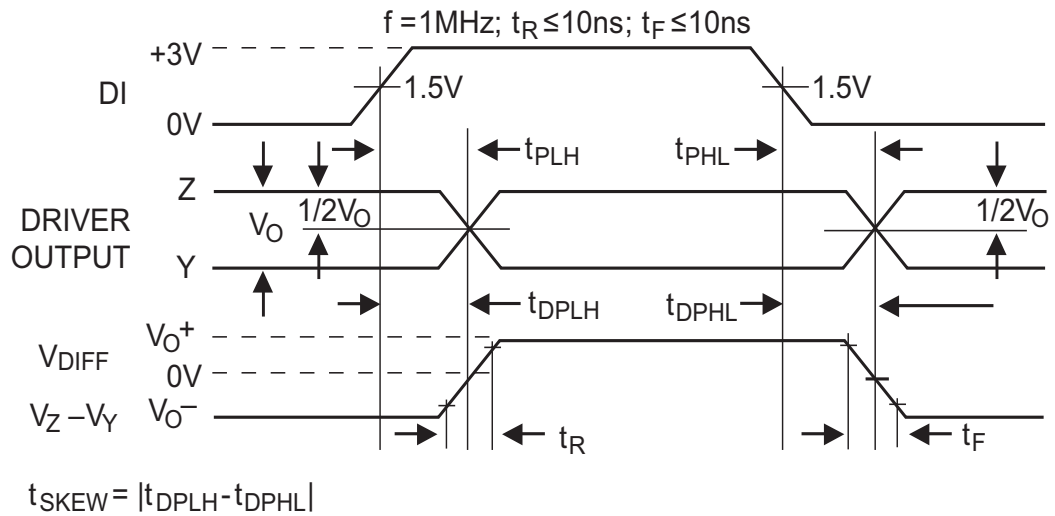 f =1MHz; tR ≤10ns; tF ≤10ns
+3V
DI
1.5V
1.5V
0V
tPLH
tPHL
Z
DRIVER
OUTPUT
VO
1/2VO
1/2VO
Y
tDPLH
tDPHL
VO+
VDIFF
0V
VZ –VY
VO–
tR
tF
tSKEW = |tDPLH-tDPHL|